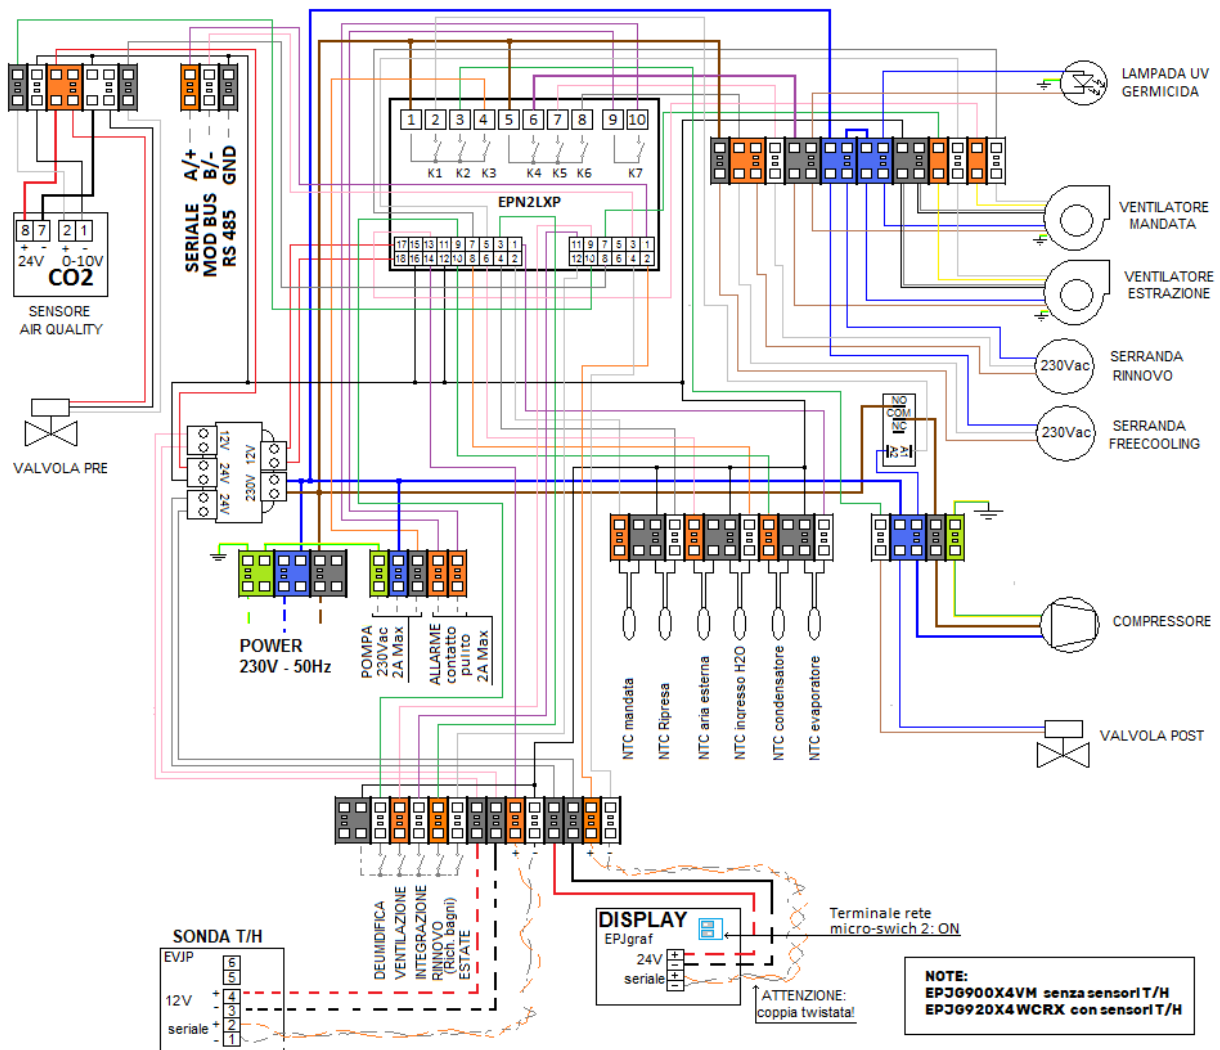 LAMPADA UV
GERMICIDA
1 2 3 4 5 6 7 8 9 10
K1 K2 K3 K4 K5 K6 K7
EPN2LXP
SERIALE A/+
MOD BUS B/-
RS 485 GND
8 7 2 1
+ - + -
24V 0-10V
CO2
SENSORE
AIR QUALITY
17 15 13 11 9 7 5 3 1
18 16 14 12 10 8 6 4 2
11 9 7 5 3 1
12 10 8 6 4 2
VENTILATORE
MANDATA
VENTILATORE
ESTRAZIONE
230Vac
SERRANDA
RINNOVO
230Vac
SERRANDA
FREECOOLING
NO
COM
NC
A2 A1
VALVOLA PRE
12V
24V
24V
12V
230V
POWER
230V - 50Hz
POMPA
230Vac
2A Max
ALLARME
contatto
pulito
2A Max
NTC mandata
NTC Ripresa
NTC aria esterna
NTC ingresso H2O
NTC condensatore
NTC evaporatore
COMPRESSORE
VALVOLA POST
+ - + -
DEUMIDIFICA
VENTILAZIONE
INTEGRAZIONE
RINNOVO
(Rich. bagni)
ESTATE
SONDA T/H
EVJP
6
5
12V + 4
- 3
seriale + 2
- 1
DISPLAY
EPJgraf
24V + -
seriale + -
Terminale rete
micro-swich 2: ON
ATTENZIONE:
coppia twistata!
NOTE:
EPJG900X4VM senza sensori T/H
EPJG920X4WCRX con sensori T/H